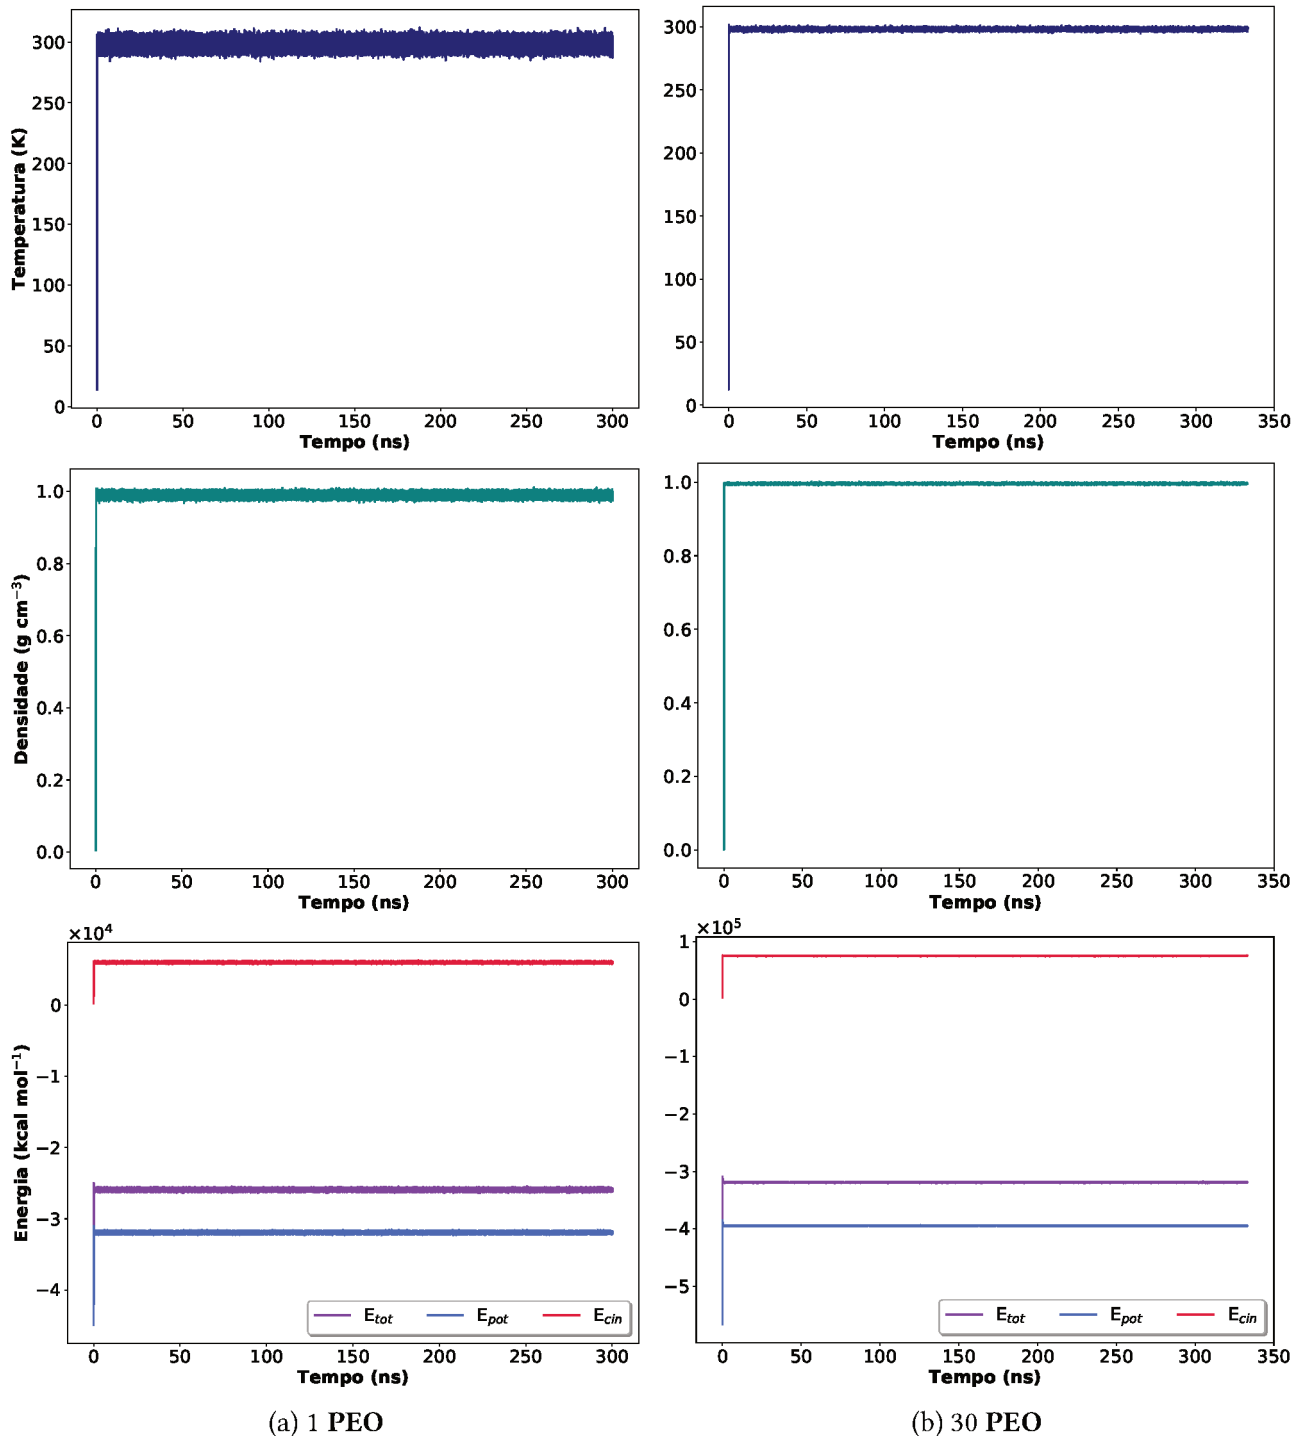 300
250
200
150
100
50
0
Temperatura (K)
0 50 100 150 200 250 300
Tempo (ns)
300
250
200
150
100
50
0
0 50 100 150 200 250 300 350
Tempo (ns)
1.0
0.8
0.6
0.4
0.2
0.0
Densidade (g cm⁻³)
0 50 100 150 200 250 300
Tempo (ns)
1.0
0.8
0.6
0.4
0.2
0.0
0 50 100 150 200 250 300 350
Tempo (ns)
×10⁴
0
−1
−2
−3
−4
Energia (kcal mol⁻¹)
E_tot E_pot E_cin
0 50 100 150 200 250 300
Tempo (ns)
×10⁵
1
0
−1
−2
−3
−4
−5
E_tot E_pot E_cin
0 50 100 150 200 250 300 350
Tempo (ns)
(a) 1 PEO
(b) 30 PEO